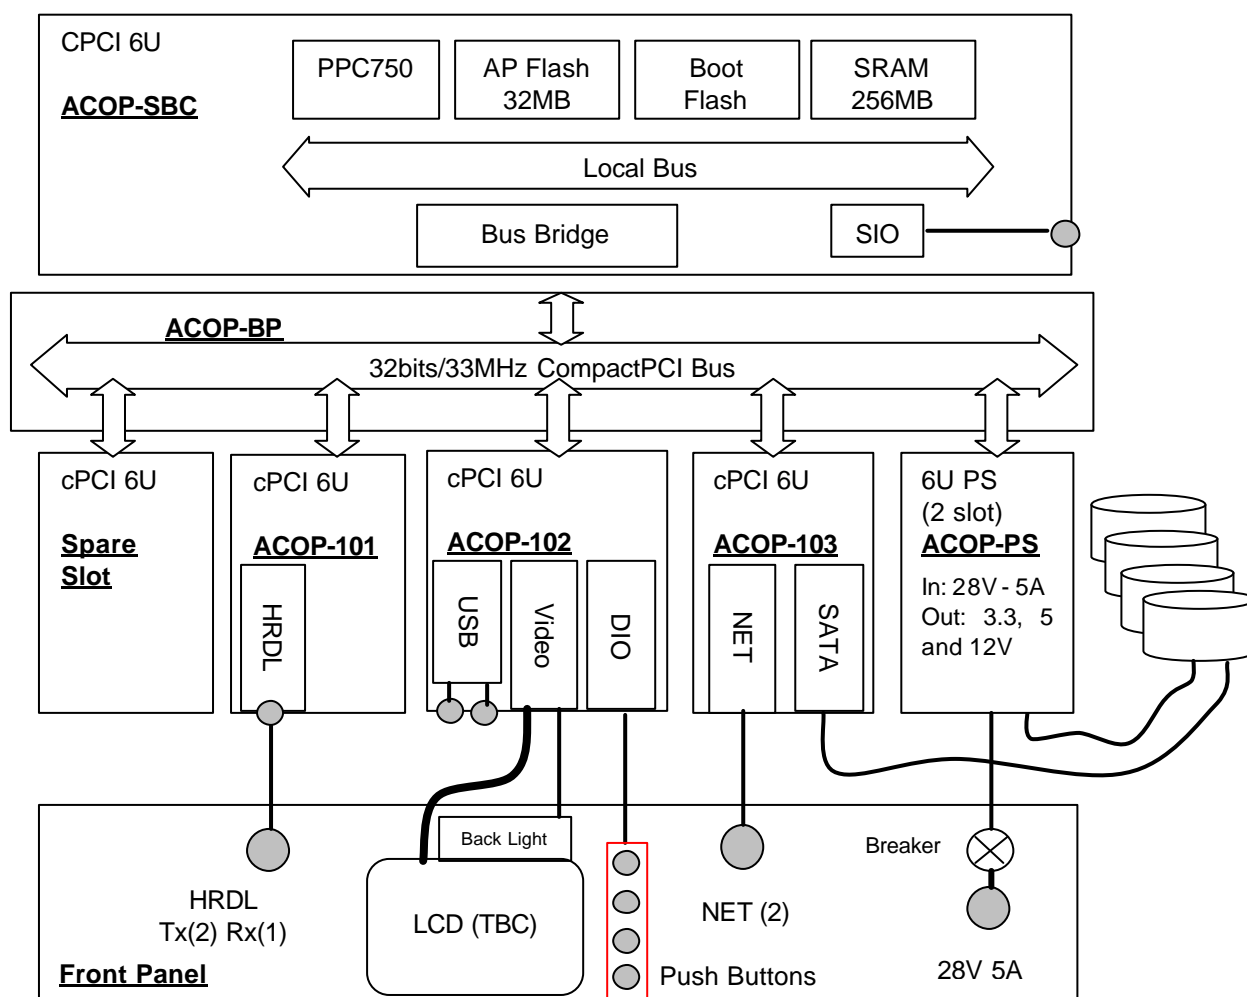 CPCI 6U
ACOP-SBC
PPC750
AP Flash
32MB
Boot
Flash
SRAM
256MB
Local Bus
Bus Bridge
SIO
ACOP-BP
32bits/33MHz CompactPCI Bus
cPCI 6U
Spare
Slot
cPCI 6U
ACOP-101
HRDL
cPCI 6U
ACOP-102
USB
Video
DIO
cPCI 6U
ACOP-103
NET
SATA
6U PS
(2 slot)
ACOP-PS
In: 28V - 5A
Out: 3.3, 5
and 12V
Back Light
Breaker
HRDL
Tx(2) Rx(1)
LCD (TBC)
NET (2)
Front Panel
Push Buttons
28V 5A